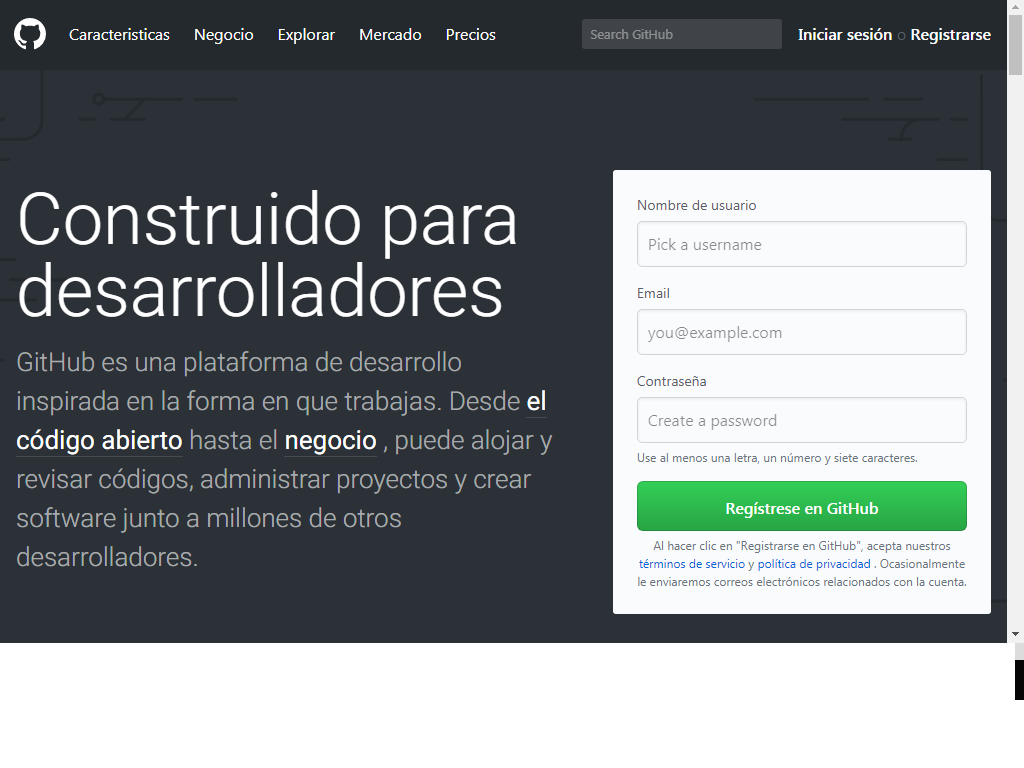 Caracteristicas Negocio Explorar Mercado Precios Search GitHub Iniciar sesión o Registrarse
Construido para
desarrolladores
GitHub es una plataforma de desarrollo
inspirada en la forma en que trabajas. Desde el
código abierto hasta el negocio , puede alojar y
revisar códigos, administrar proyectos y crear
software junto a millones de otros
desarrolladores.
Nombre de usuario
Pick a username
Email
you@example.com
Contraseña
Create a password
Use al menos una letra, un número y siete caracteres.
Regístrese en GitHub
Al hacer clic en "Registrarse en GitHub", acepta nuestros
términos de servicio y política de privacidad . Ocasionalmente
le enviaremos correos electrónicos relacionados con la cuenta.